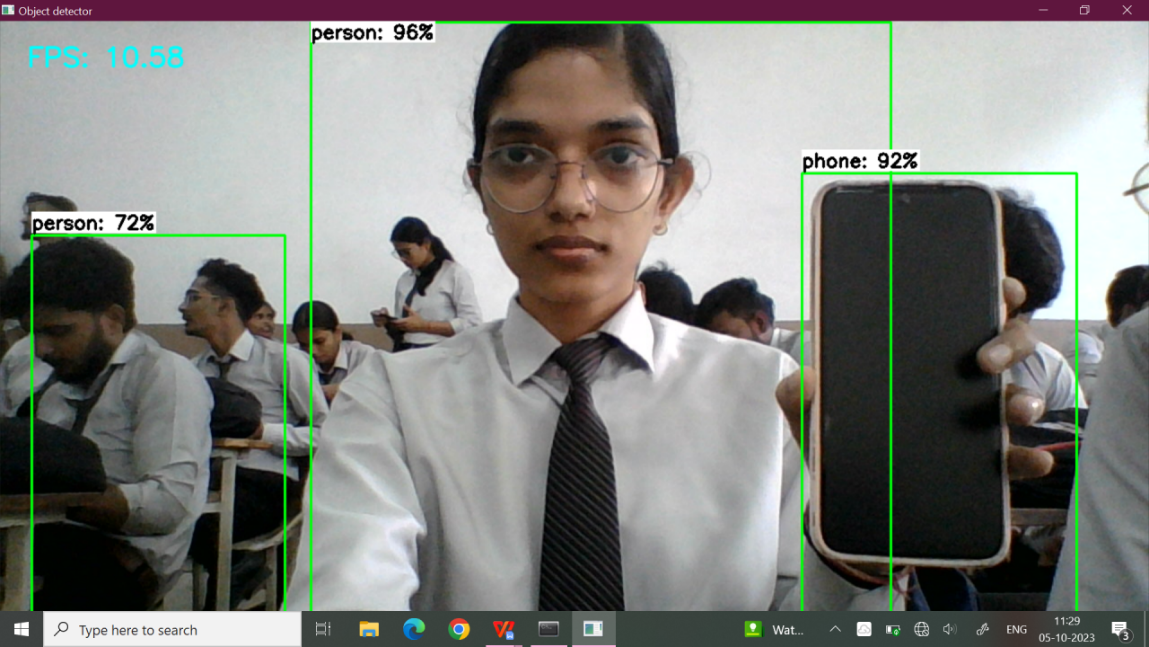 Object detector
FPS: 10.58
person: 96%
phone: 92%
person: 72%
Type here to search
Wat...
ENG
11:29
05-10-2023
3